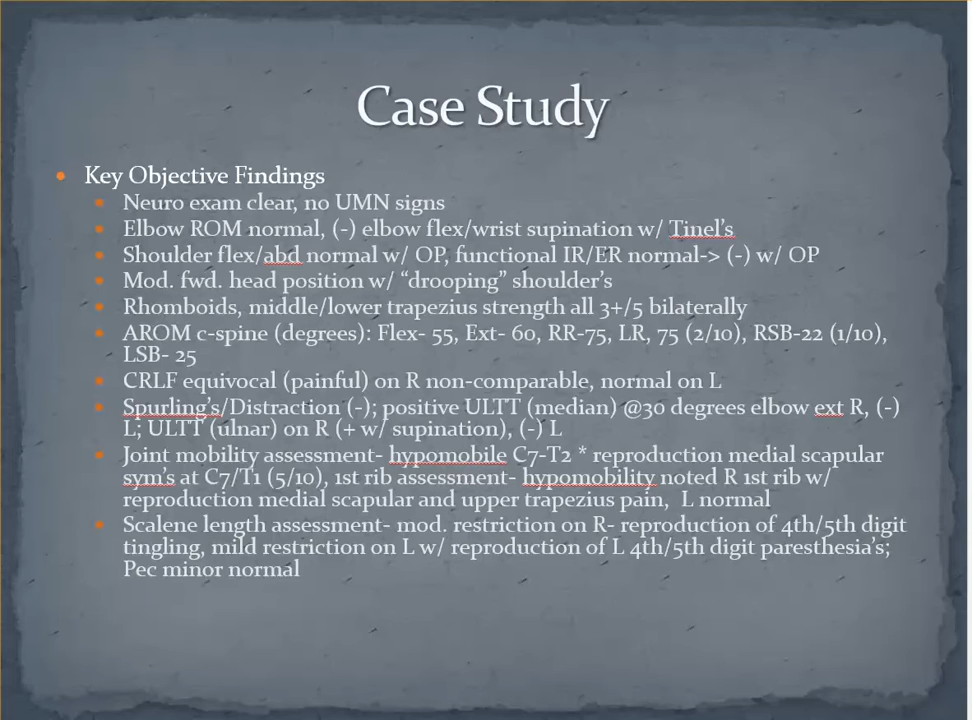 Case Study
Key Objective Findings
Neuro exam clear, no UMN signs
Elbow ROM normal, (-) elbow flex/wrist supination w/ Tinel's
Shoulder flex/abd normal w/ OP, functional IR/ER normal-> (-) w/ OP
Mod. fwd. head position w/ “drooping” shoulder's
Rhomboids, middle/lower trapezius strength all 3+/5 bilaterally
AROM c-spine (degrees): Flex- 55, Ext- 60, RR-75, LR, 75 (2/10), RSB-22 (1/10),
LSB- 25
CRLF equivocal (painful) on R non-comparable, normal on L
Spurling's/Distraction (-); positive ULTT (median) @30 degrees elbow ext R, (-)
L; ULTT (ulnar) on R (+ w/ supination), (-) L
Joint mobility assessment- hypomobile C7-T2 * reproduction medial scapular
sym's at C7/T1 (5/10), 1st rib assessment- hypomobility noted R 1st rib w/
reproduction medial scapular and upper trapezius pain, L normal
Scalene length assessment- mod. restriction on R- reproduction of 4th/5th digit
tingling, mild restriction on L w/ reproduction of L 4th/5th digit paresthesia's;
Pec minor normal